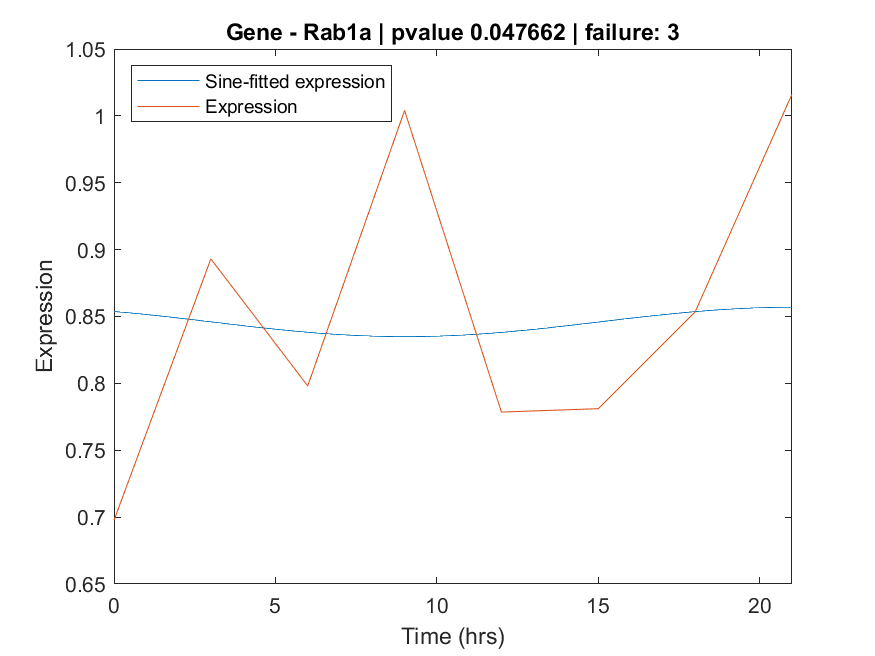 Gene - Rab1a | pvalue 0.047662 | failure: 3
1.05
1
0.95
0.9
0.85
0.8
0.75
0.7
0.65
Expression
Sine-fitted expression
Expression
0 5 10 15 20
Time (hrs)